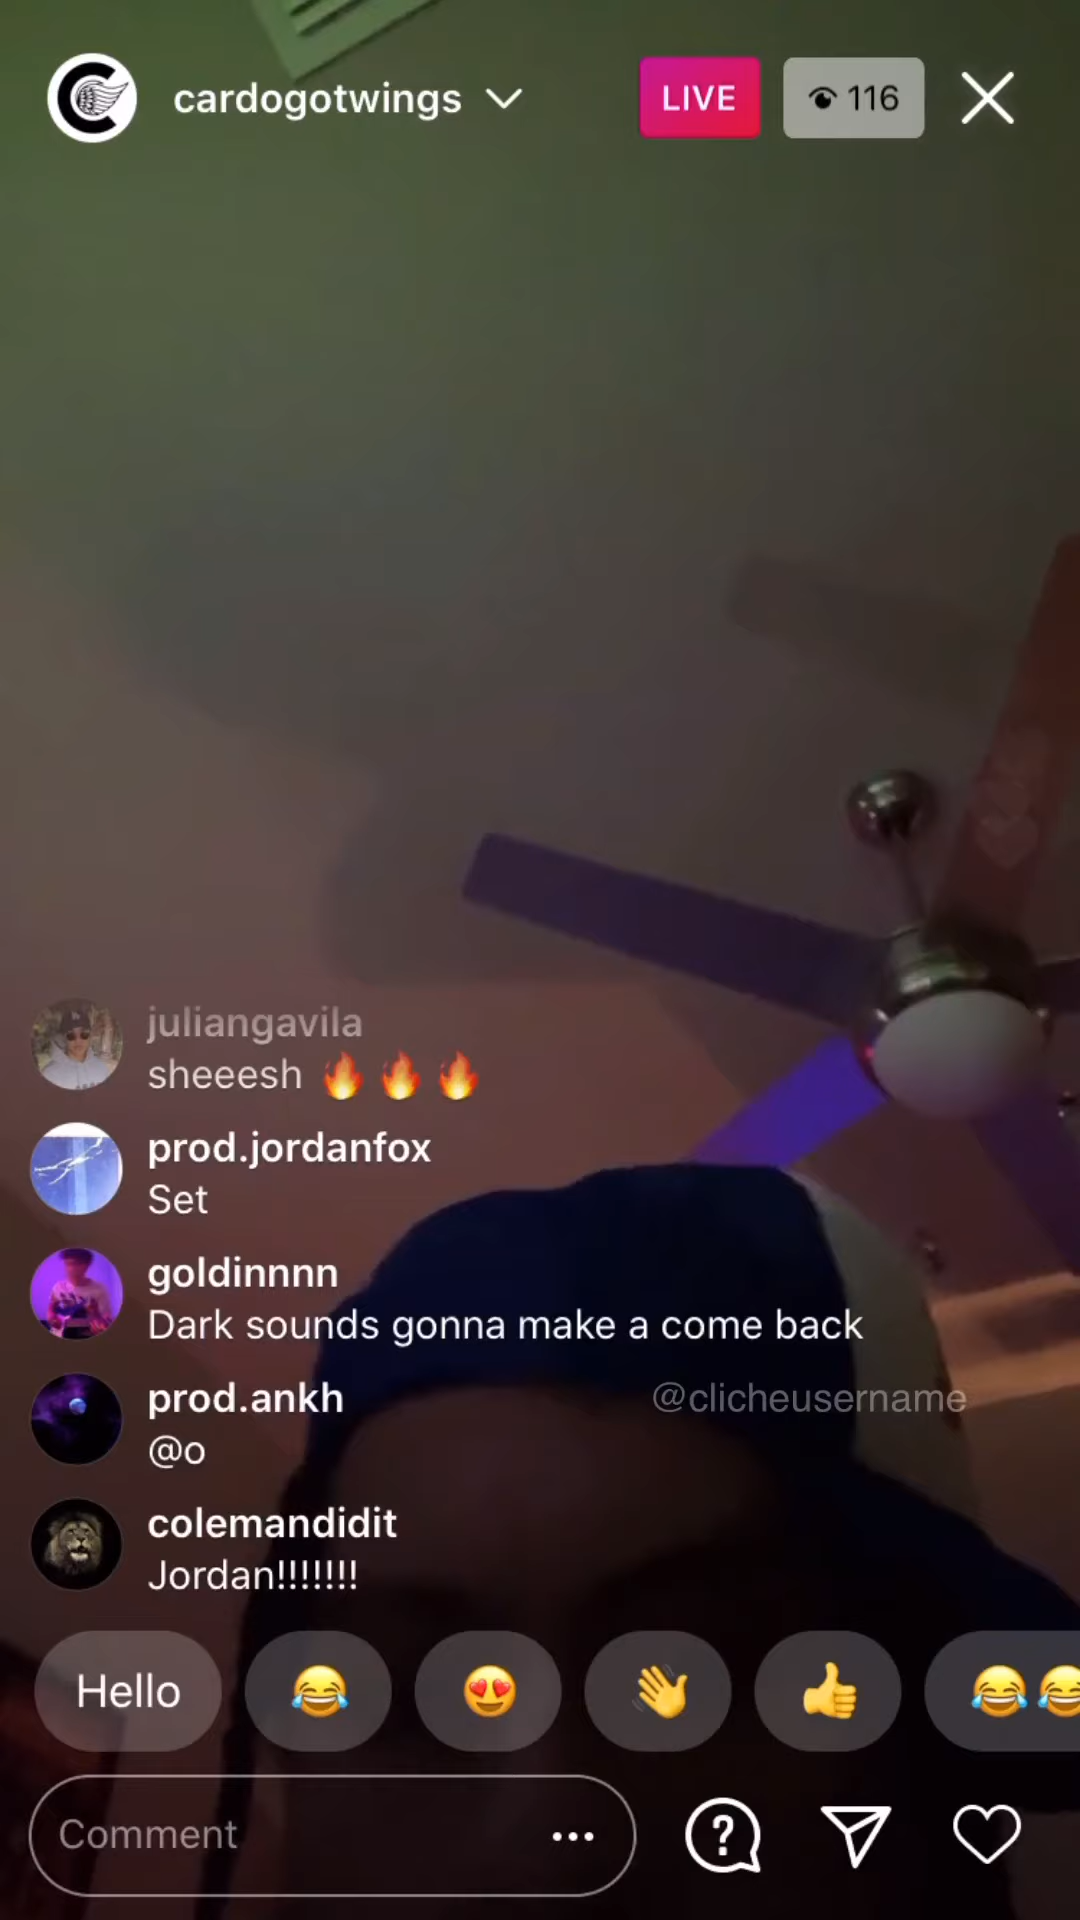 cardogotwings
LIVE
116
juliangavila
sheeesh 🔥 🔥 🔥
prod.jordanfox
Set
goldinnnn
Dark sounds gonna make a come back
@clicheusername
prod.ankh
@o
colemandidit
Jordan!!!!!!!
Hello
😂
😍
👋
👍
😂😂
Comment